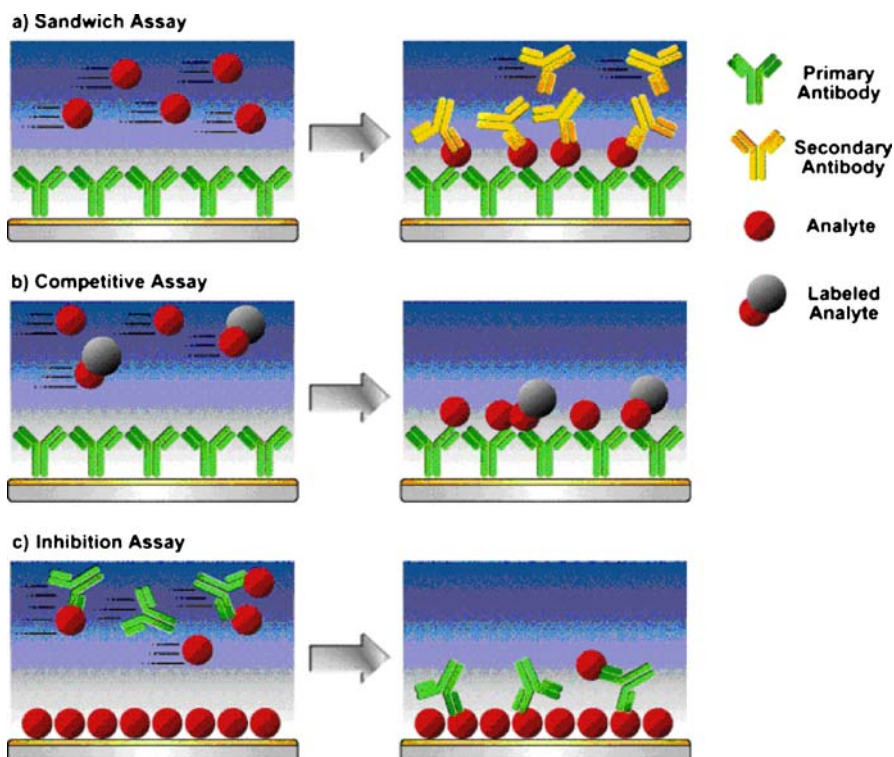 a) Sandwich Assay
Primary
Antibody
Secondary
Antibody
Analyte
Labeled
Analyte
b) Competitive Assay
c) Inhibition Assay